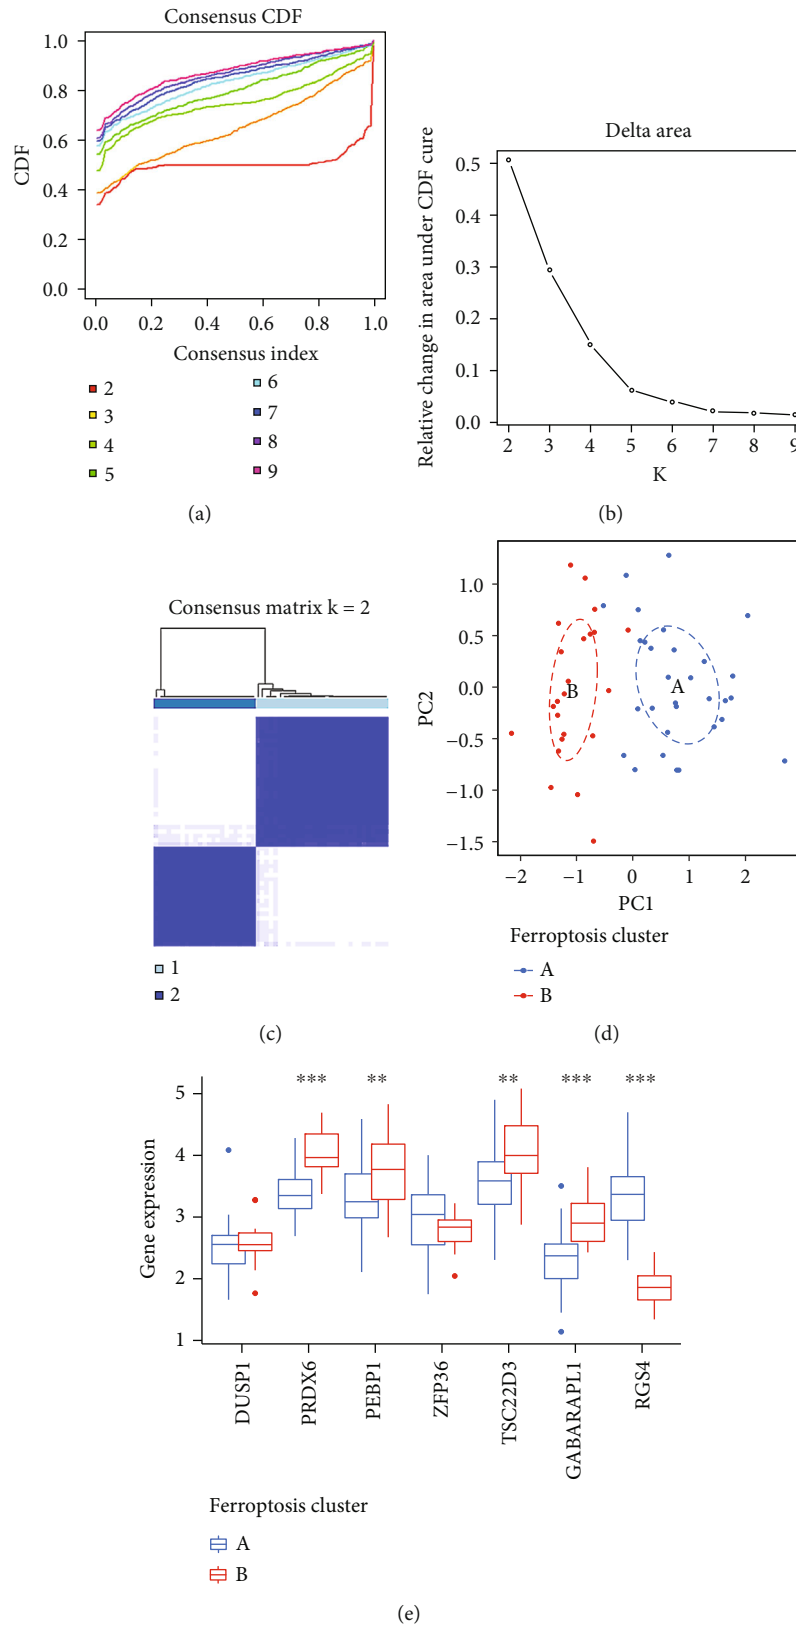 Consensus CDF
CDF
1.0
0.8
0.6
0.4
0.2
0.0
0.0 0.2 0.4 0.6 0.8 1.0
Consensus index
2
3
4
5
6
7
8
9
(a)
Delta area
Relative change in area under CDF cure
0.5
0.4
0.3
0.2
0.1
0.0
2 3 4 5 6 7 8 9
K
(b)
Consensus matrix k = 2
1
2
(c)
PC2
1.0
0.5
0.0
−0.5
−1.0
−1.5
B
A
−2 −1 0 1 2
PC1
Ferroptosis cluster
A
B
(d)
Gene expression
5
4
3
2
1
*** ** ** *** ***
DUSP1
PRDX6
PEBP1
ZFP36
TSC22D3
GABARAPL1
RGS4
Ferroptosis cluster
A
B
(e)